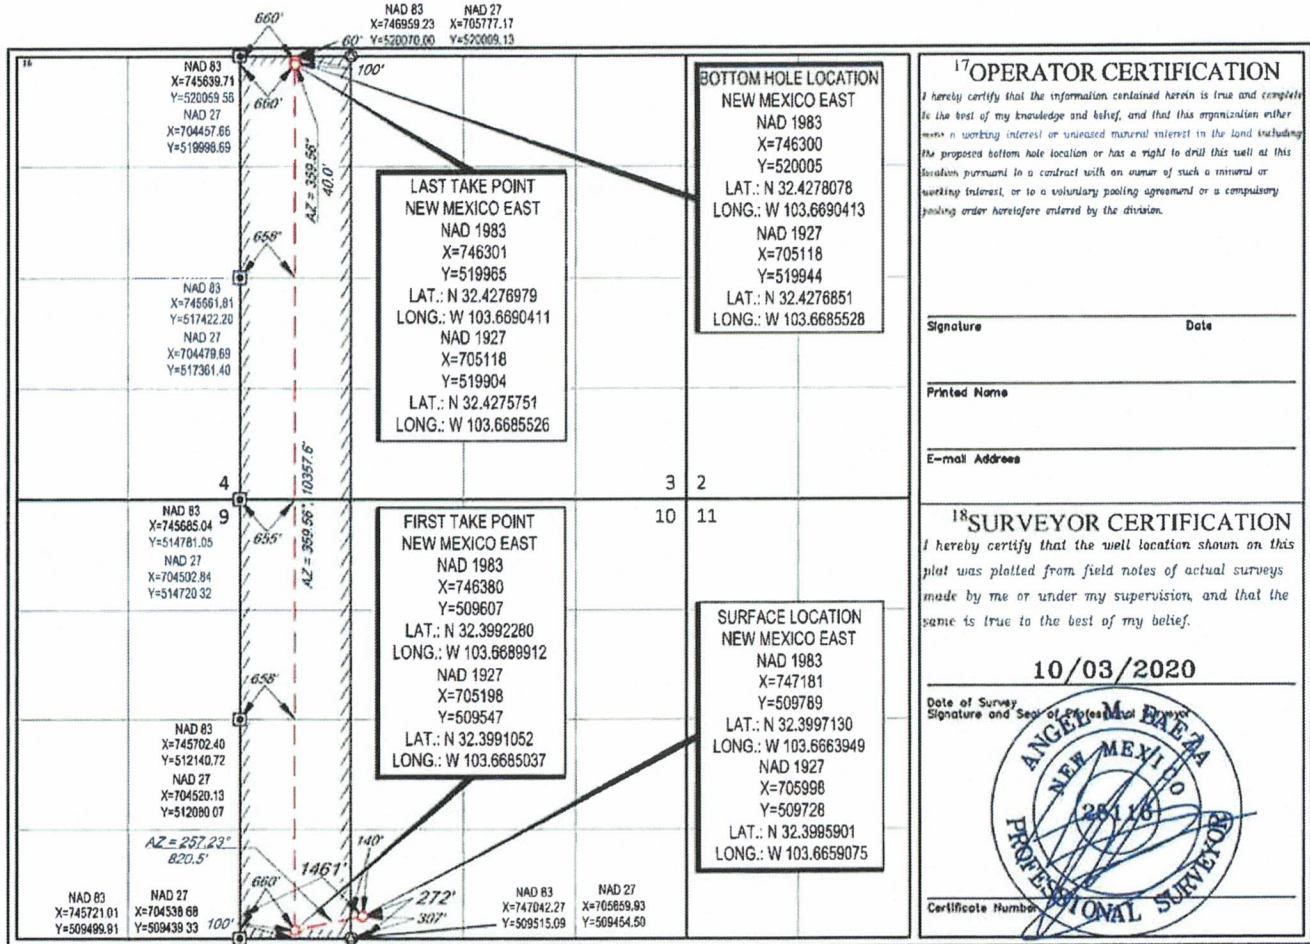 NAD 83 NAD 27
X=746959.23 X=705777.17
Y=520070.00 Y=520009.13
660'
60'
100'
16
NAD 83
X=745639.71
Y=520059.56
NAD 27
X=704457.66
Y=519998.69
660'
AZ = 359.56°
40.0'
LAST TAKE POINT
NEW MEXICO EAST
NAD 1983
X=746301
Y=519965
LAT.: N 32.4276979
LONG.: W 103.6690411
NAD 1927
X=705118
Y=519904
LAT.: N 32.4275751
LONG.: W 103.6685526
BOTTOM HOLE LOCATION
NEW MEXICO EAST
NAD 1983
X=746300
Y=520005
LAT.: N 32.4278078
LONG.: W 103.6690413
NAD 1927
X=705118
Y=519944
LAT.: N 32.4276851
LONG.: W 103.6685528
658'
NAD 83
X=745661.81
Y=517422.20
NAD 27
X=704479.69
Y=517361.40
AZ = 359.56°, 10357.6'
4
3 2
9
10 11
655'
NAD 83
X=745685.04
Y=514781.05
NAD 27
X=704502.84
Y=514720.32
FIRST TAKE POINT
NEW MEXICO EAST
NAD 1983
X=746380
Y=509607
LAT.: N 32.3992280
LONG.: W 103.6689912
NAD 1927
X=705198
Y=509547
LAT.: N 32.3991052
LONG.: W 103.6685037
SURFACE LOCATION
NEW MEXICO EAST
NAD 1983
X=747181
Y=509789
LAT.: N 32.3997130
LONG.: W 103.6663949
NAD 1927
X=705998
Y=509728
LAT.: N 32.3995901
LONG.: W 103.6659075
658'
NAD 83
X=745702.40
Y=512140.72
NAD 27
X=704520.13
Y=512080.07
AZ = 257.23°
820.5'
140'
1461'
660'
272'
307'
100'
NAD 83 NAD 27
X=745721.01 X=704538.68
Y=509499.81 Y=509439.33
NAD 83 NAD 27
X=747042.27 X=705859.93
Y=509515.09 Y=509454.50
17 OPERATOR CERTIFICATION
I hereby certify that the information contained herein is true and complete
to the best of my knowledge and belief, and that this organization either
owns a working interest or unleased mineral interest in the land including
the proposed bottom hole location or has a right to drill this well at this
location pursuant to a contract with an owner of such a mineral or
working interest, or to a voluntary pooling agreement or a compulsory
pooling order heretofore entered by the division.
Signature Date
Printed Name
E-mail Address
18 SURVEYOR CERTIFICATION
I hereby certify that the well location shown on this
plat was plotted from field notes of actual surveys
made by me or under my supervision, and that the
same is true to the best of my belief.
10/03/2020
Date of Survey
Signature and Seal of Professional Surveyor
ANGEL M. BAEZA
NEW MEXICO
25116
PROFESSIONAL SURVEYOR
Certificate Number